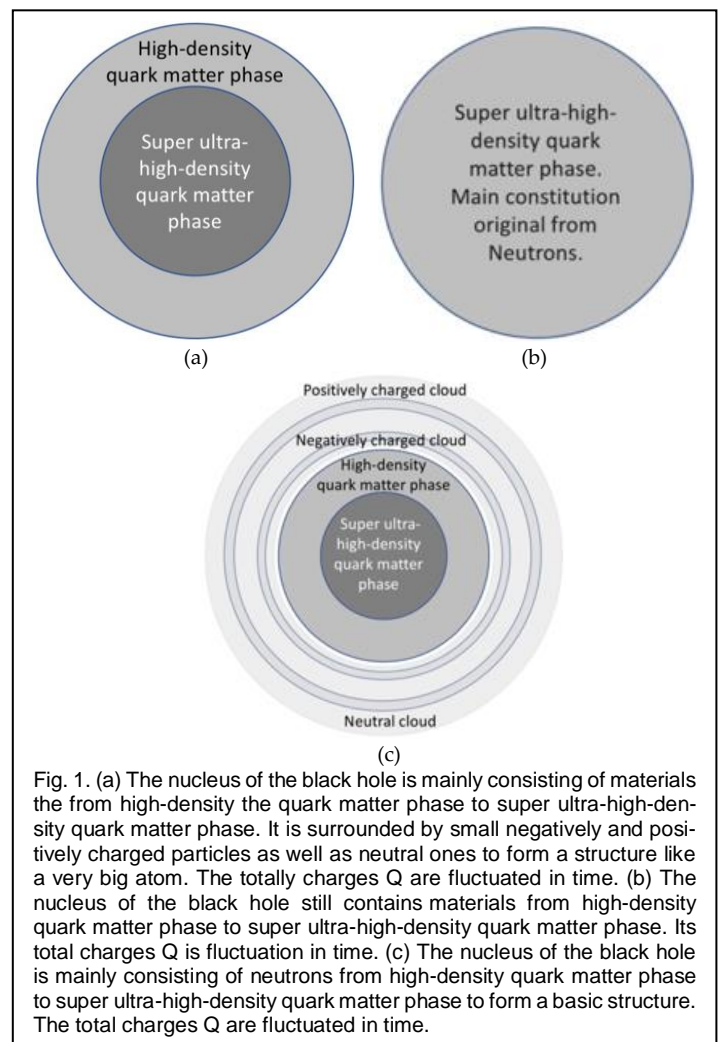 High-density
quark matter phase
Super ultra-
high-density
quark matter
phase
(a)
Super ultra-high-
density quark
matter phase.
Main constitution
original from
Neutrons.
(b)
Positively charged cloud
Negatively charged cloud
High-density
quark matter phase
Super ultra-
high-density
quark matter
phase
Neutral cloud
(c)
Fig. 1. (a) The nucleus of the black hole is mainly consisting of materials
the from high-density the quark matter phase to super ultra-high-den-
sity quark matter phase. It is surrounded by small negatively and posi-
tively charged particles as well as neutral ones to form a structure like
a very big atom. The totally charges Q are fluctuated in time. (b) The
nucleus of the black hole still contains materials from high-density
quark matter phase to super ultra-high-density quark matter phase. Its
total charges Q is fluctuation in time. (c) The nucleus of the black hole
is mainly consisting of neutrons from high-density quark matter phase
to super ultra-high-density quark matter phase to form a basic structure.
The total charges Q are fluctuated in time.